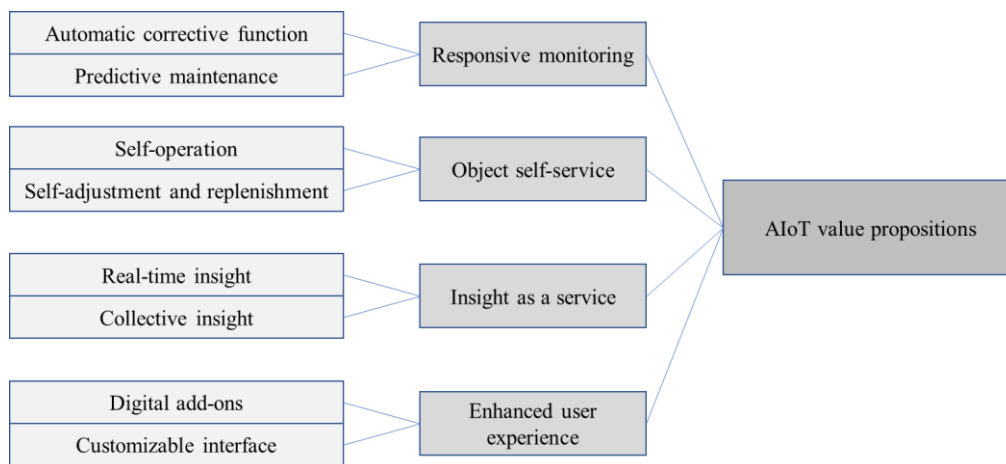 Automatic corrective function
Predictive maintenance
Responsive monitoring
Self-operation
Self-adjustment and replenishment
Object self-service
AIoT value propositions
Real-time insight
Collective insight
Insight as a service
Digital add-ons
Customizable interface
Enhanced user
experience